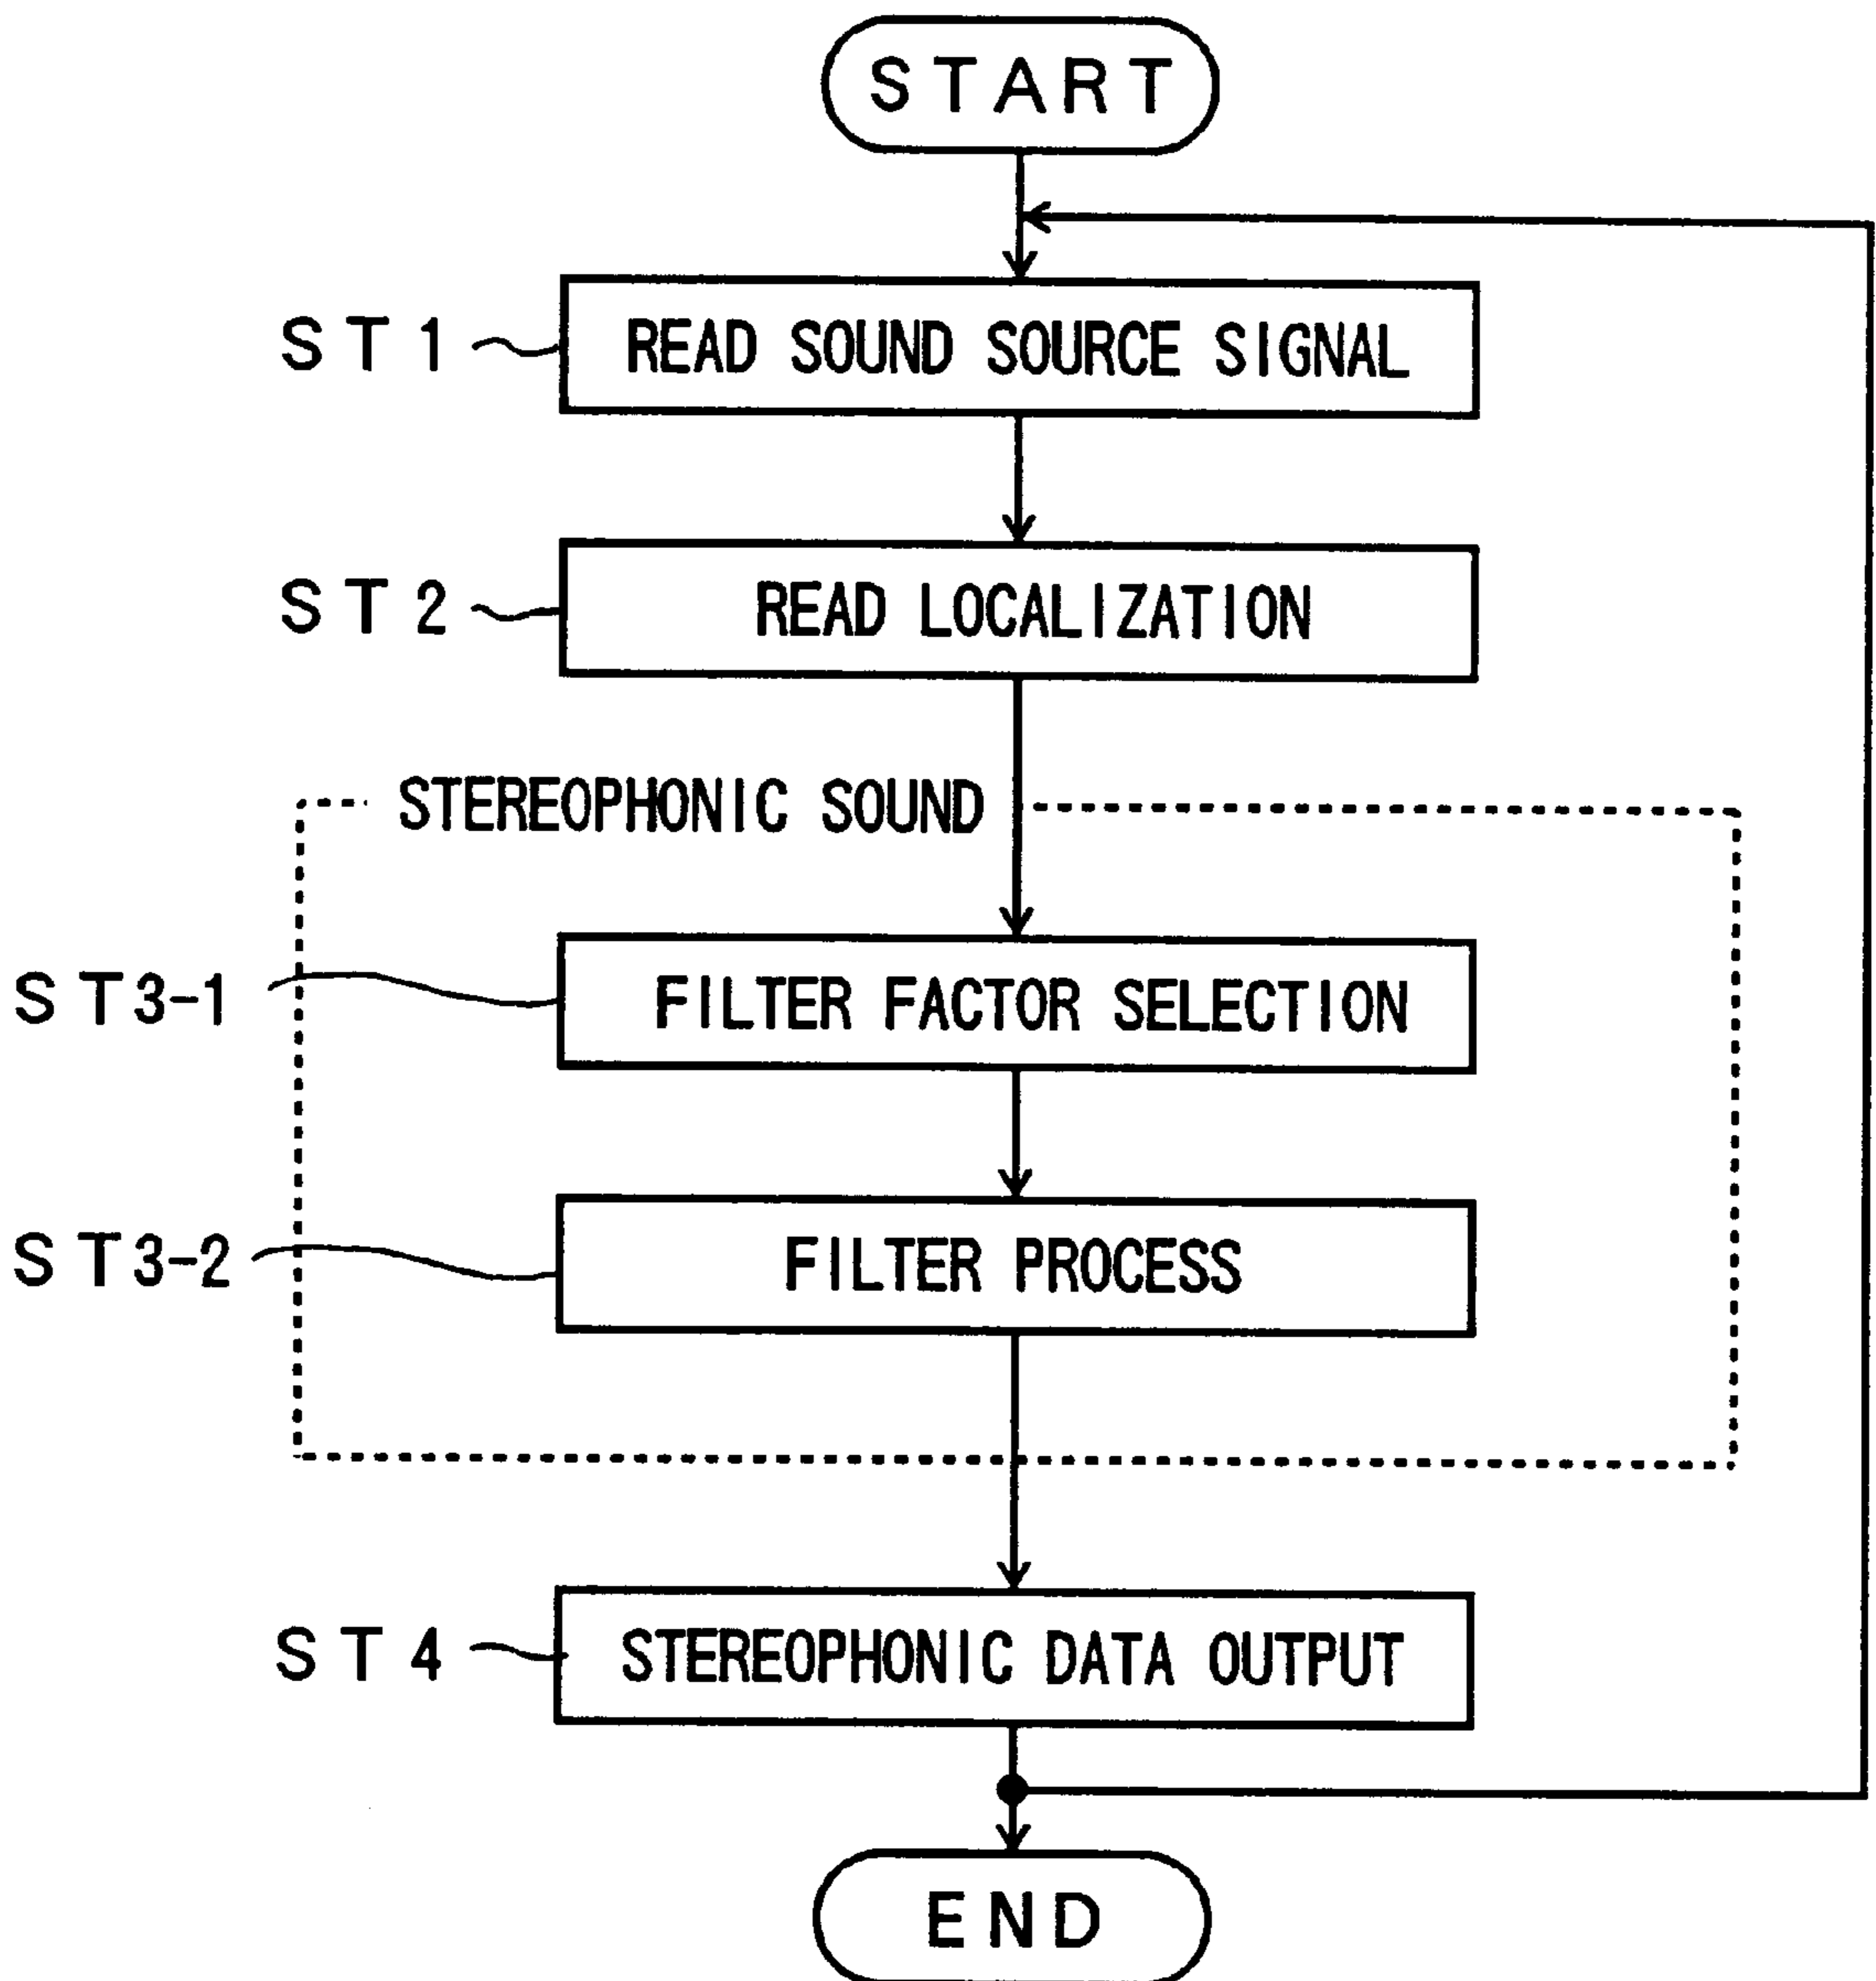 START
ST1 READ SOUND SOURCE SIGNAL
ST2 READ LOCALIZATION
STEREOPHONIC SOUND
ST3-1 FILTER FACTOR SELECTION
ST3-2 FILTER PROCESS
ST4 STEREOPHONIC DATA OUTPUT
END